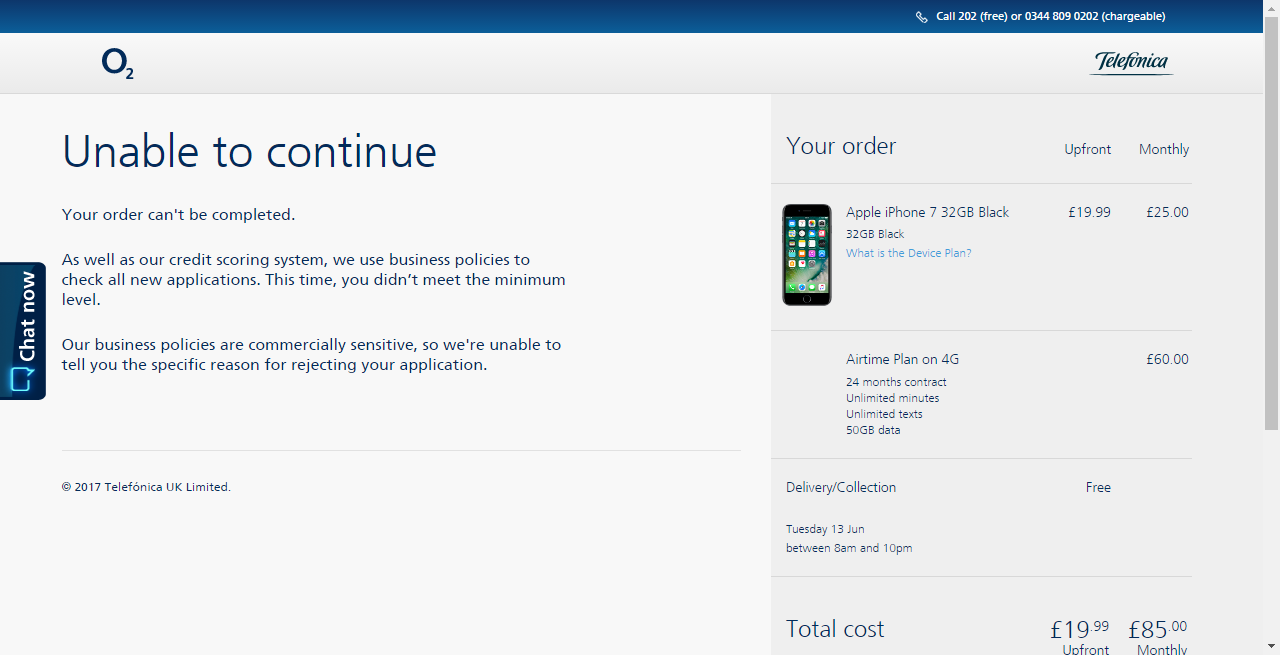 Call 202 (free) or 0344 809 0202 (chargeable)
O2
Telefónica
Unable to continue
Your order can't be completed.
As well as our credit scoring system, we use business policies to
check all new applications. This time, you didn’t meet the minimum
level.
Our business policies are commercially sensitive, so we're unable to
tell you the specific reason for rejecting your application.
© 2017 Telefónica UK Limited.
Chat now
Your order Upfront Monthly
Apple iPhone 7 32GB Black £19.99 £25.00
32GB Black
What is the Device Plan?
Airtime Plan on 4G £60.00
24 months contract
Unlimited minutes
Unlimited texts
50GB data
Delivery/Collection Free
Tuesday 13 Jun
between 8am and 10pm
Total cost £19.99 £85.00
Upfront Monthly